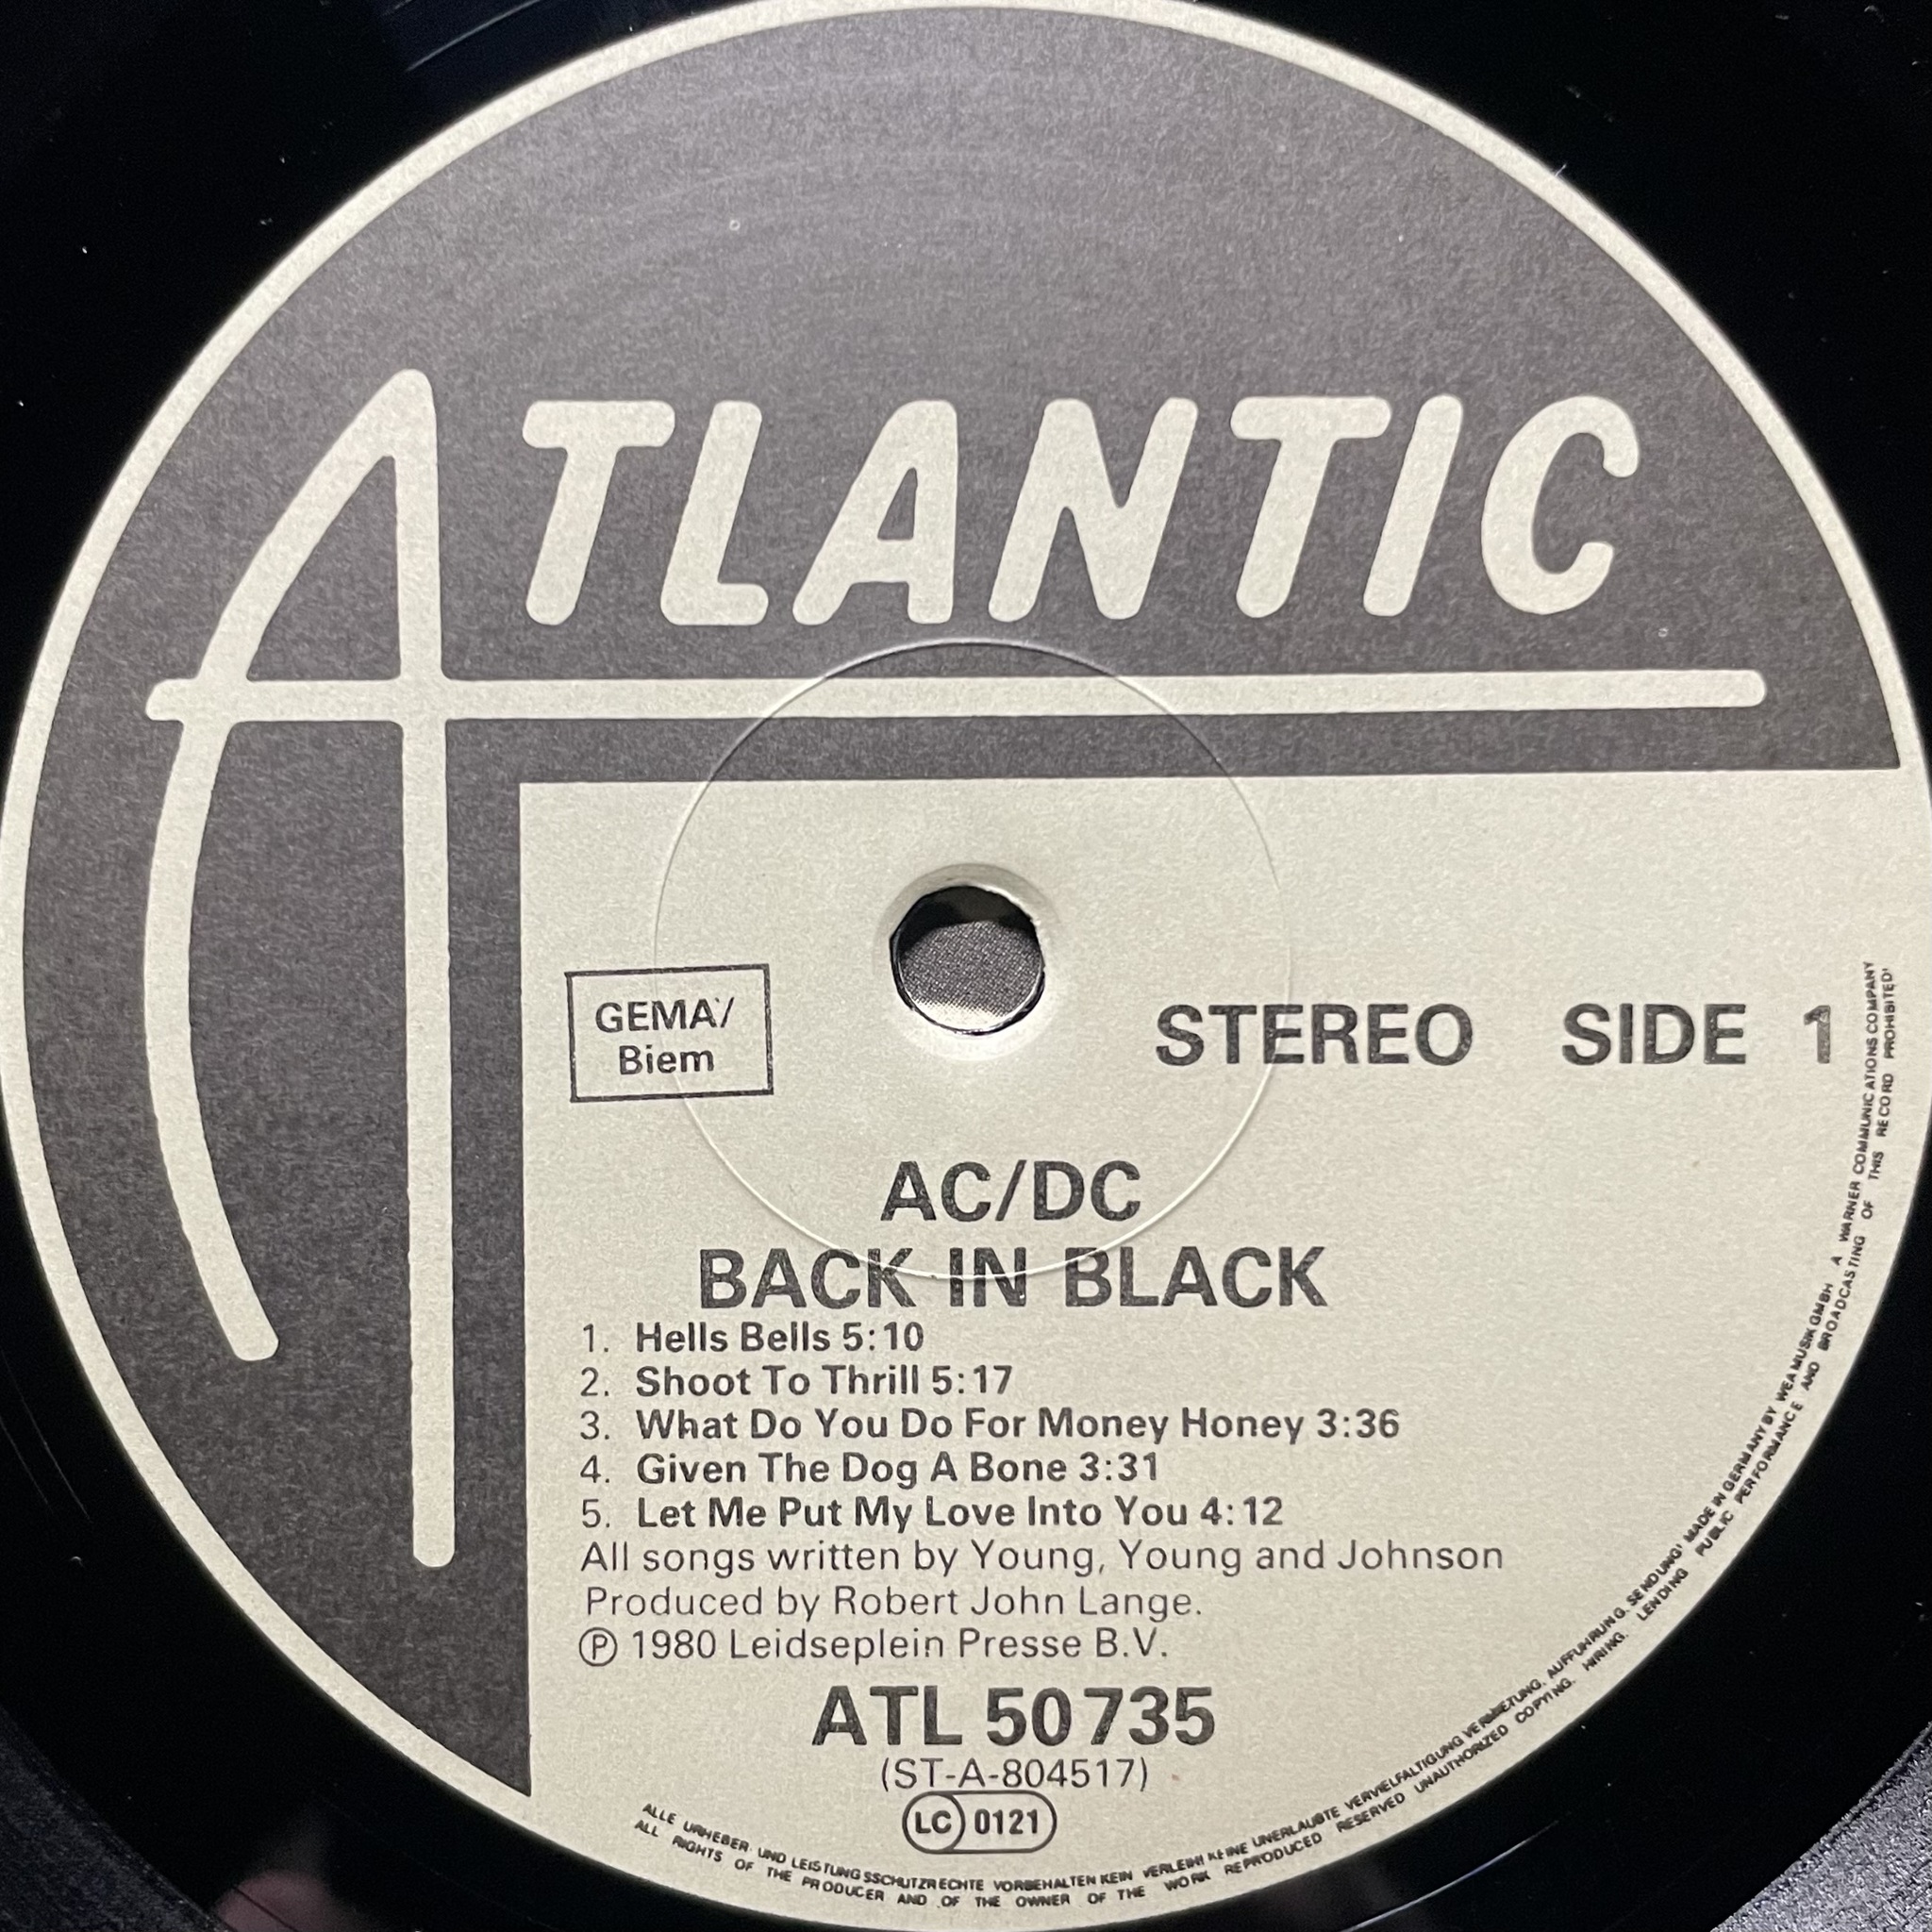 ATLANTIC
GEMA/
Biem
STEREO SIDE 1
AC/DC
BACK IN BLACK
1. Hells Bells 5:10
2. Shoot To Thrill 5:17
3. What Do You Do For Money Honey 3:36
4. Given The Dog A Bone 3:31
5. Let Me Put My Love Into You 4:12
All songs written by Young, Young and Johnson
Produced by Robert John Lange.
Ⓟ 1980 Leidseplein Presse B.V.
ATL 50 735
(ST-A-804517)
LC 0121
ALLE URHEBER UND LEISTUNGSSCHUTZRECHTE VORBEHALTEN KEIN VERLEIH! KEINE UNERLAUBTE VERVIELFALTIGUNG VERMIETUNG, AUFFUHRUNG, SENDUNG! MADE IN GERMANY BY WEA MUSIK GMBH A WARNER COMMUNICATIONS COMPANY
ALL RIGHTS OF THE PRODUCER AND OF THE OWNER OF THE WORK REPRODUCED RESERVED UNAUTHORIZED COPYING, HIRING, LENDING PUBLIC PERFORMANCE AND BROADCASTING OF THIS RECORD PROHIBITED!